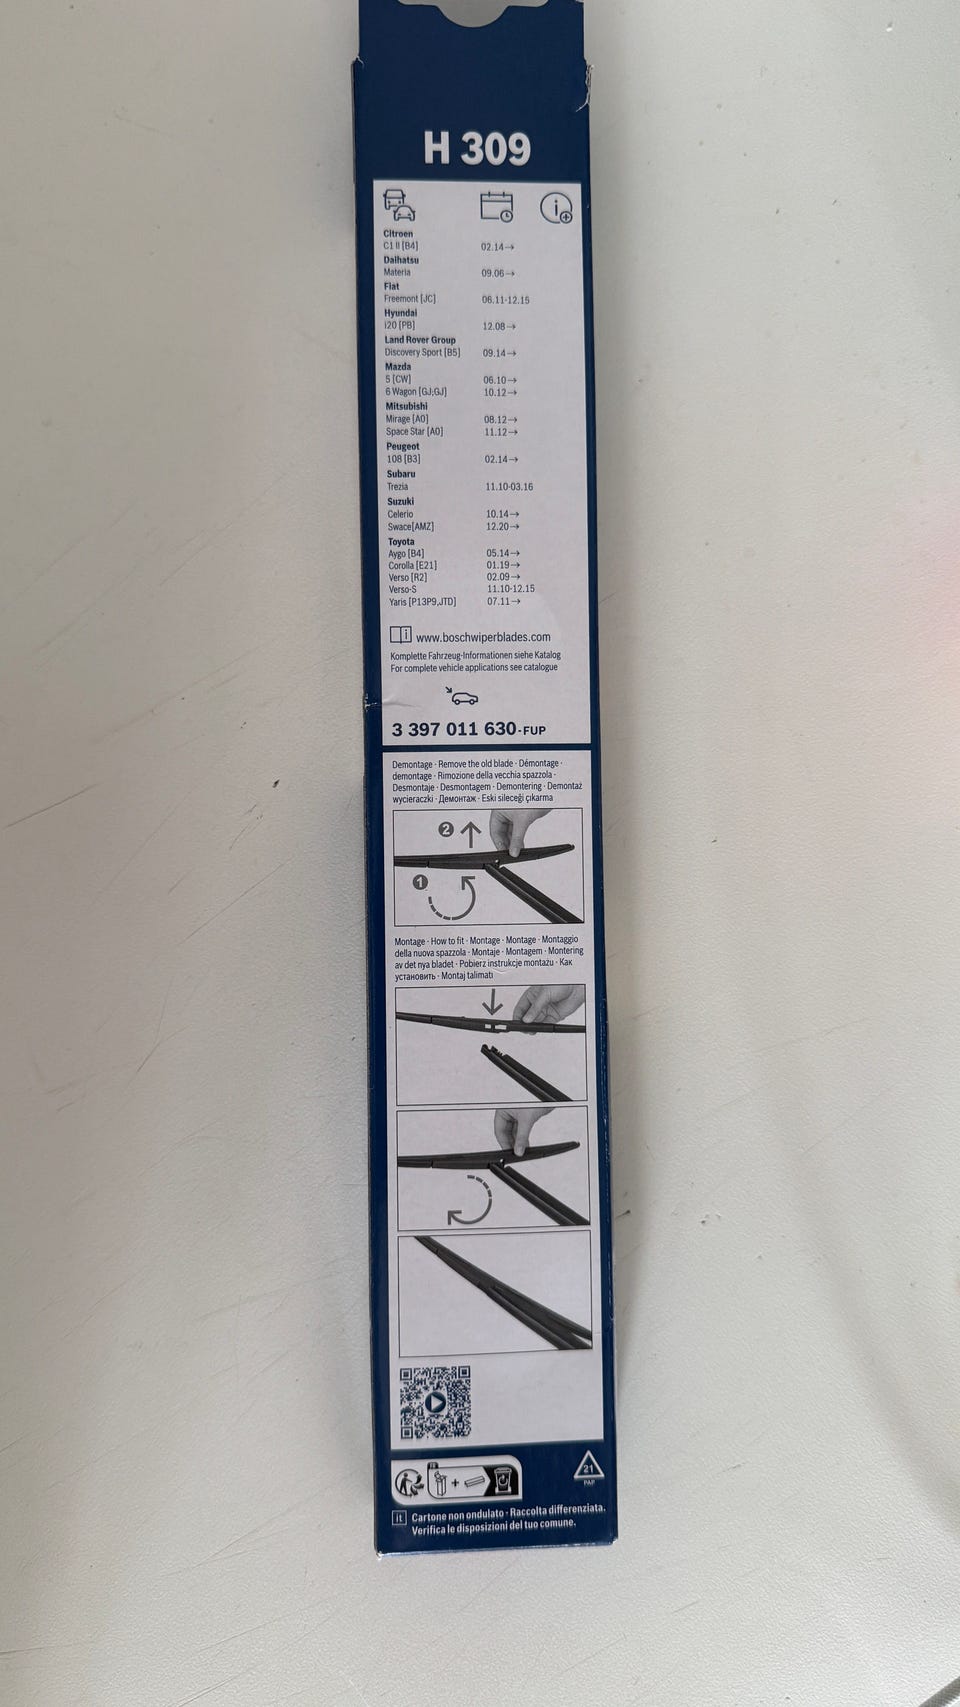 H 309
Citroen
C1 II [B4] 02.14→
Daihatsu
Materia 09.06→
Fiat
Freemont [JC] 06.11-12.15
Hyundai
i20 [PB] 12.08→
Land Rover Group
Discovery Sport [B5] 09.14→
Mazda
5 [CW] 06.10→
6 Wagon [GJ;GJ] 10.12→
Mitsubishi
Mirage [A0] 08.12→
Space Star [A0] 11.12→
Peugeot
108 [B3] 02.14→
Subaru
Trezia 11.10-03.16
Suzuki
Celerio 10.14→
Swace[AMZ] 12.20→
Toyota
Aygo [B4] 05.14→
Corolla [E21] 01.19→
Verso [R2] 02.09→
Verso-S 11.10-12.15
Yaris [P13P9,JTD] 07.11→
www.boschwiperblades.com
Komplette Fahrzeug-Informationen siehe Katalog
For complete vehicle applications see catalogue
3 397 011 630-FUP
Demontage · Remove the old blade · Démontage ·
demontage · Rimozione della vecchia spazzola ·
Desmontaje · Desmontagem · Demontering · Demontaż
wycieraczki · Демонтаж · Eski sileceği çıkarma
2
1
Montage · How to fit · Montage · Montage · Montaggio
della nuova spazzola · Montaje · Montagem · Montering
av det nya bladet · Pobierz instrukcje montażu · Как
установить · Montaj talimatı
21
PAP
it Cartone non ondulato · Raccolta differenziata.
Verifica le disposizioni del tuo comune.